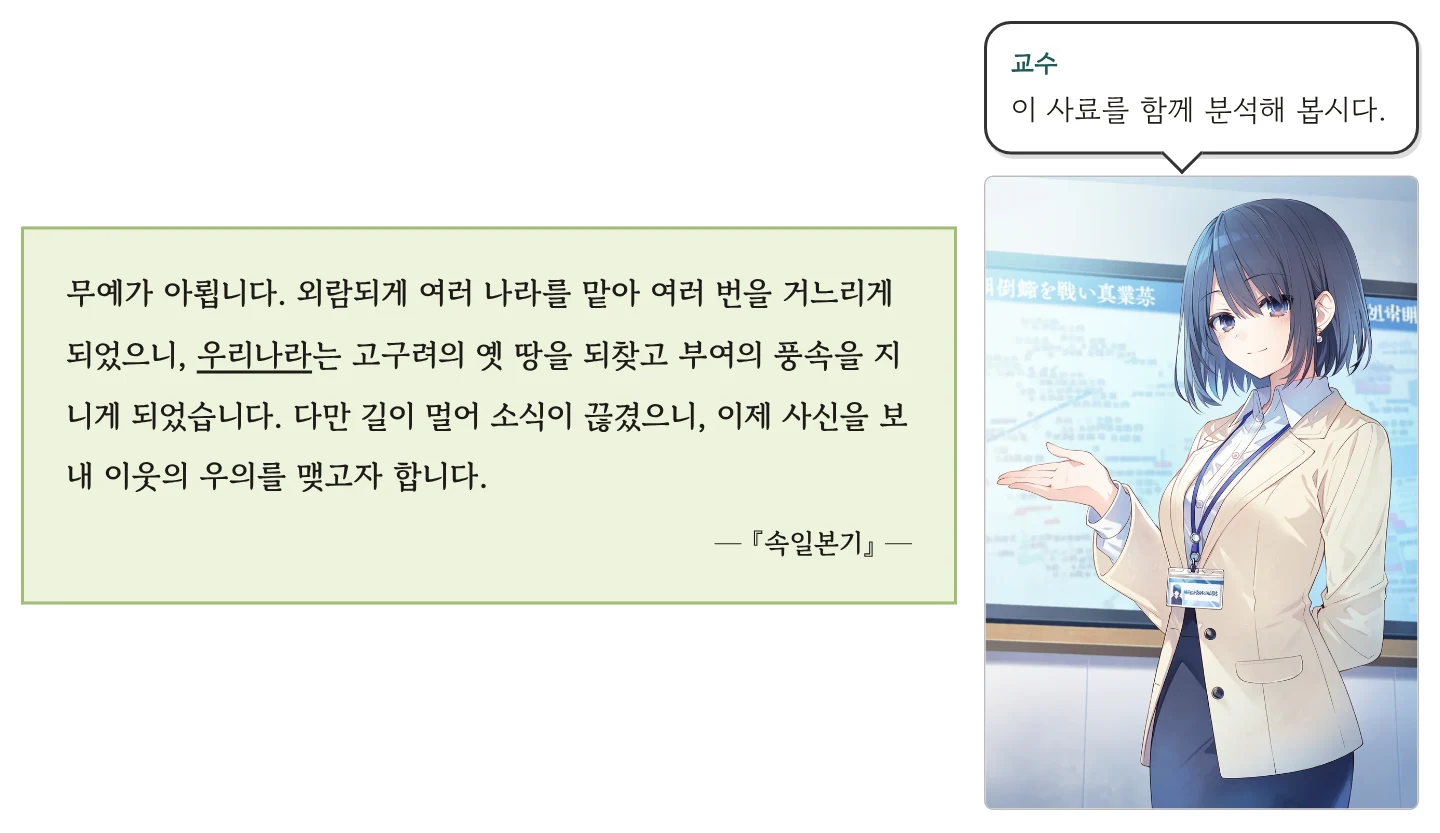 교수
이 사료를 함께 분석해 봅시다.
무예가 아룁니다. 외람되게 여러 나라를 맡아 여러 번을 거느리게
되었으니, 우리나라는 고구려의 옛 땅을 되찾고 부여의 풍속을 지
니게 되었습니다. 다만 길이 멀어 소식이 끊겼으니, 이제 사신을 보
내 이웃의 우의를 맺고자 합니다.
― 『속일본기』 ―